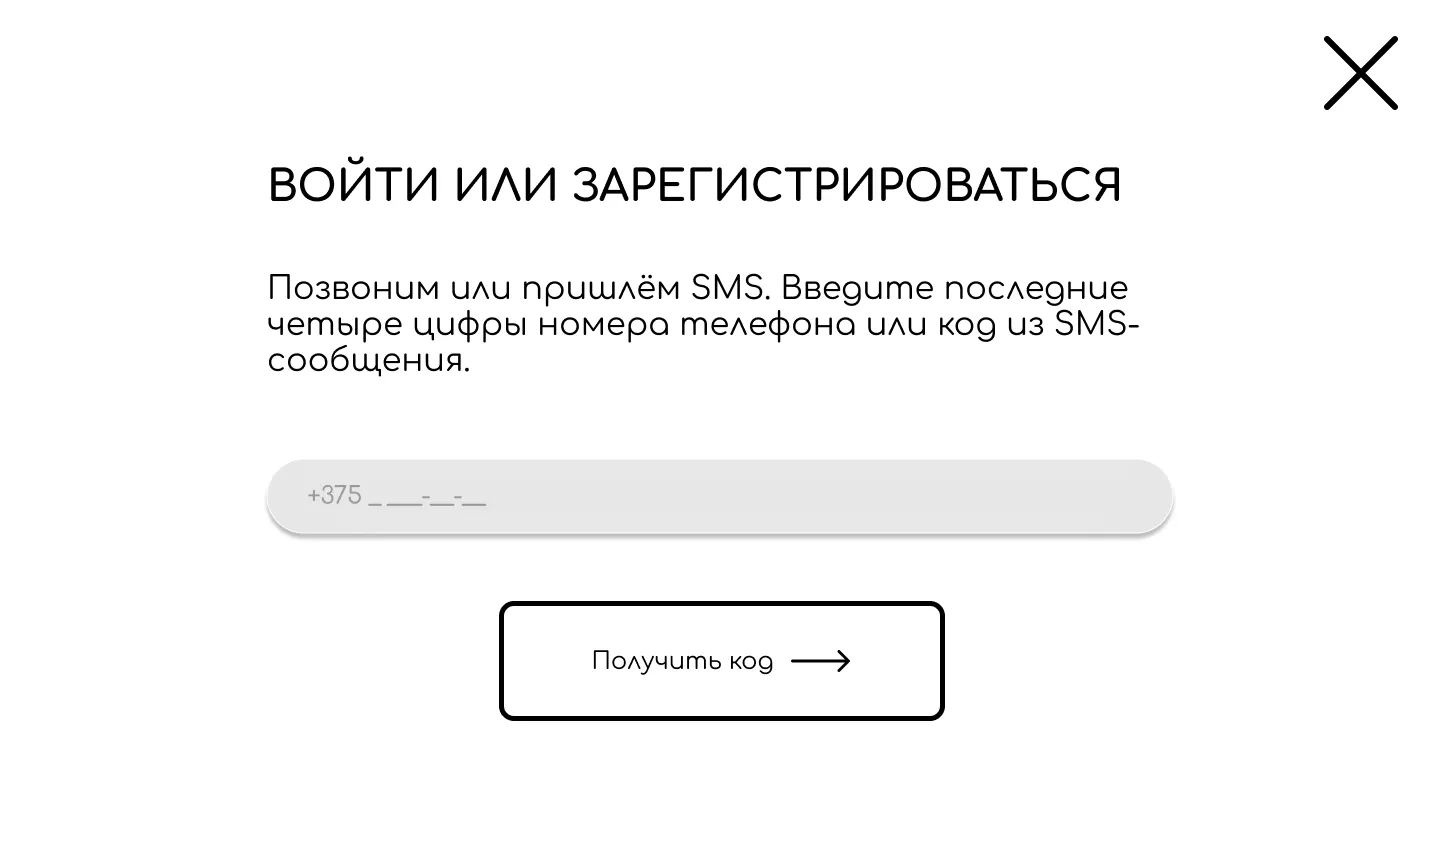 ВОЙТИ ИЛИ ЗАРЕГИСТРИРОВАТЬСЯ
Позвоним или пришлём SMS. Введите последние
четыре цифры номера телефона или код из SMS-
сообщения.
+375 _ ___-__-__
Получить код